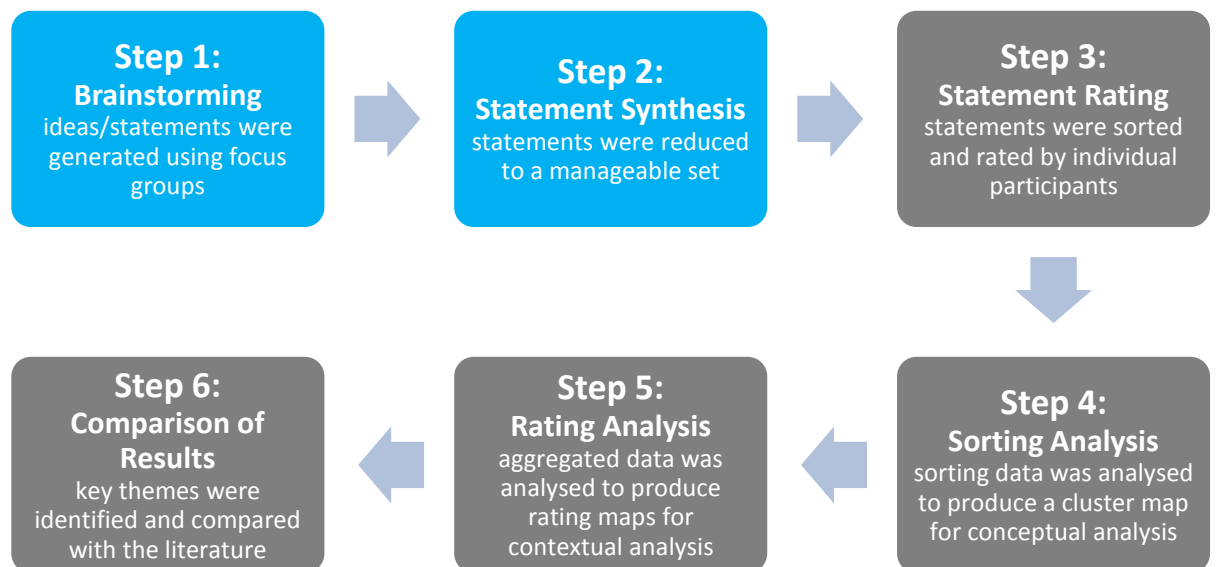 Step 1:
Brainstorming
ideas/statements were
generated using focus
groups
Step 2:
Statement Synthesis
statements were reduced
to a manageable set
Step 3:
Statement Rating
statements were sorted
and rated by individual
participants
Step 4:
Sorting Analysis
sorting data was analysed
to produce a cluster map
for conceptual analysis
Step 5:
Rating Analysis
aggregated data was
analysed to produce
rating maps for
contextual analysis
Step 6:
Comparison of
Results
key themes were
identified and compared
with the literature